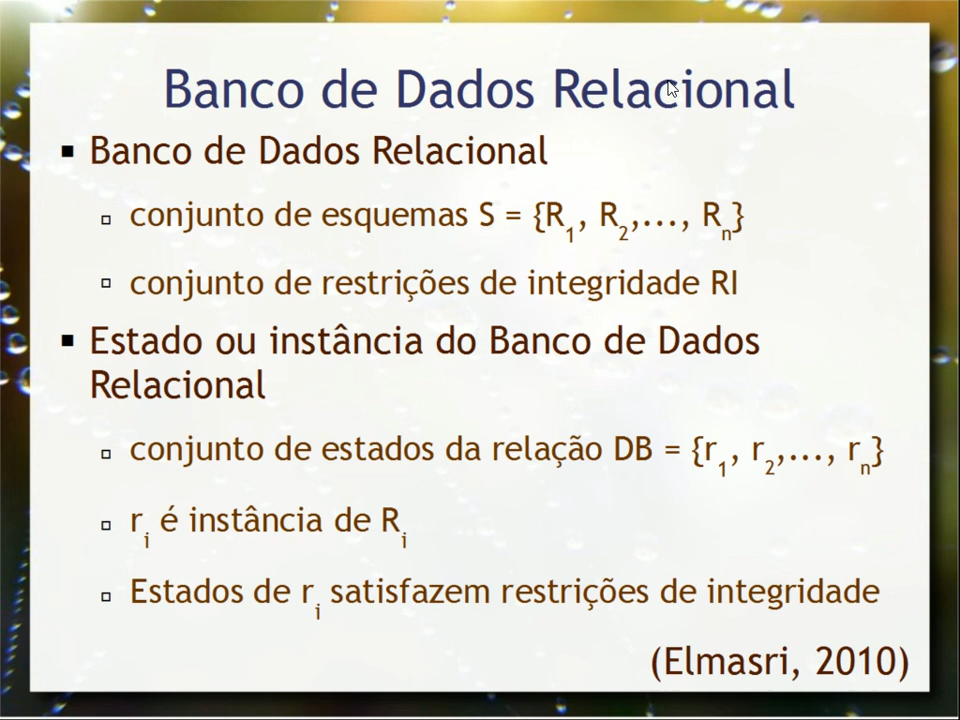 Banco de Dados Relacional
▪ Banco de Dados Relacional
▫ conjunto de esquemas S = {R₁, R₂,..., Rₙ}
▫ conjunto de restrições de integridade RI
▪ Estado ou instância do Banco de Dados
Relacional
▫ conjunto de estados da relação DB = {r₁, r₂,..., rₙ}
▫ rᵢ é instância de Rᵢ
▫ Estados de rᵢ satisfazem restrições de integridade
(Elmasri, 2010)